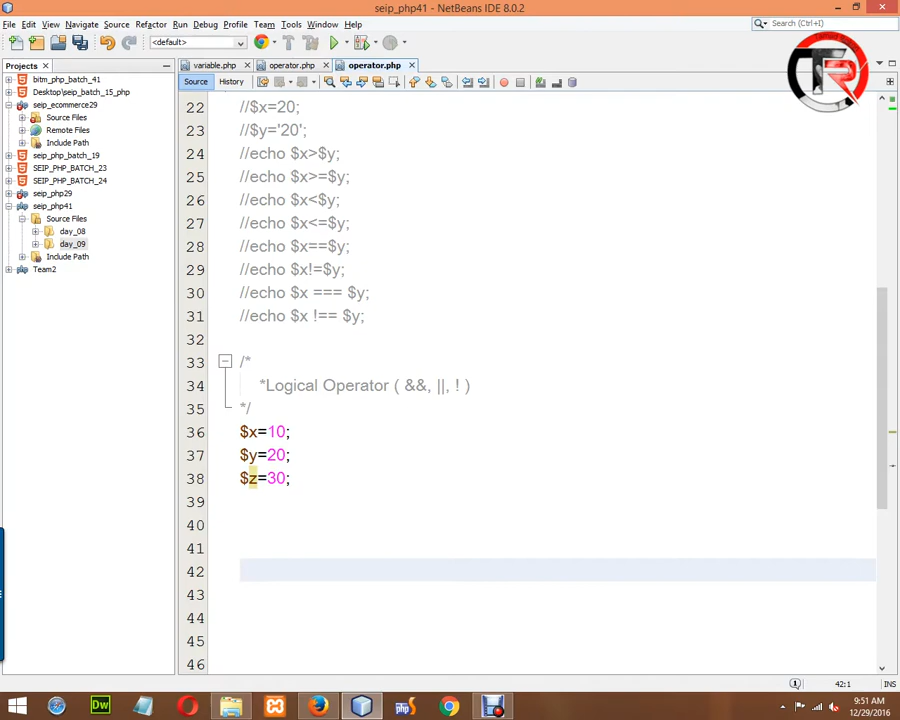 seip_php41 - NetBeans IDE 8.0.2
File Edit View Navigate Source Refactor Run Debug Profile Team Tools Window Help
Search (Ctrl+I)
<default>
Projects
variable.php operator.php operator.php
Source History
bitm_php_batch_41
Desktop\seip_batch_15_php
seip_ecommerce29
Source Files
Remote Files
Include Path
seip_php_batch_19
SEIP_PHP_BATCH_23
SEIP_PHP_BATCH_24
seip_php29
seip_php41
Source Files
day_08
day_09
Include Path
Team2
22 //$x=20;
23 //$y='20';
24 //echo $x>$y;
25 //echo $x>=$y;
26 //echo $x<$y;
27 //echo $x<=$y;
28 //echo $x==$y;
29 //echo $x!=$y;
30 //echo $x === $y;
31 //echo $x !== $y;
32
33 /*
34 *Logical Operator ( &&, ||, ! )
35 */
36 $x=10;
37 $y=20;
38 $z=30;
39
40
41
42
43
44
45
46
42:1 INS
Dw
php
9:51 AM
12/29/2016